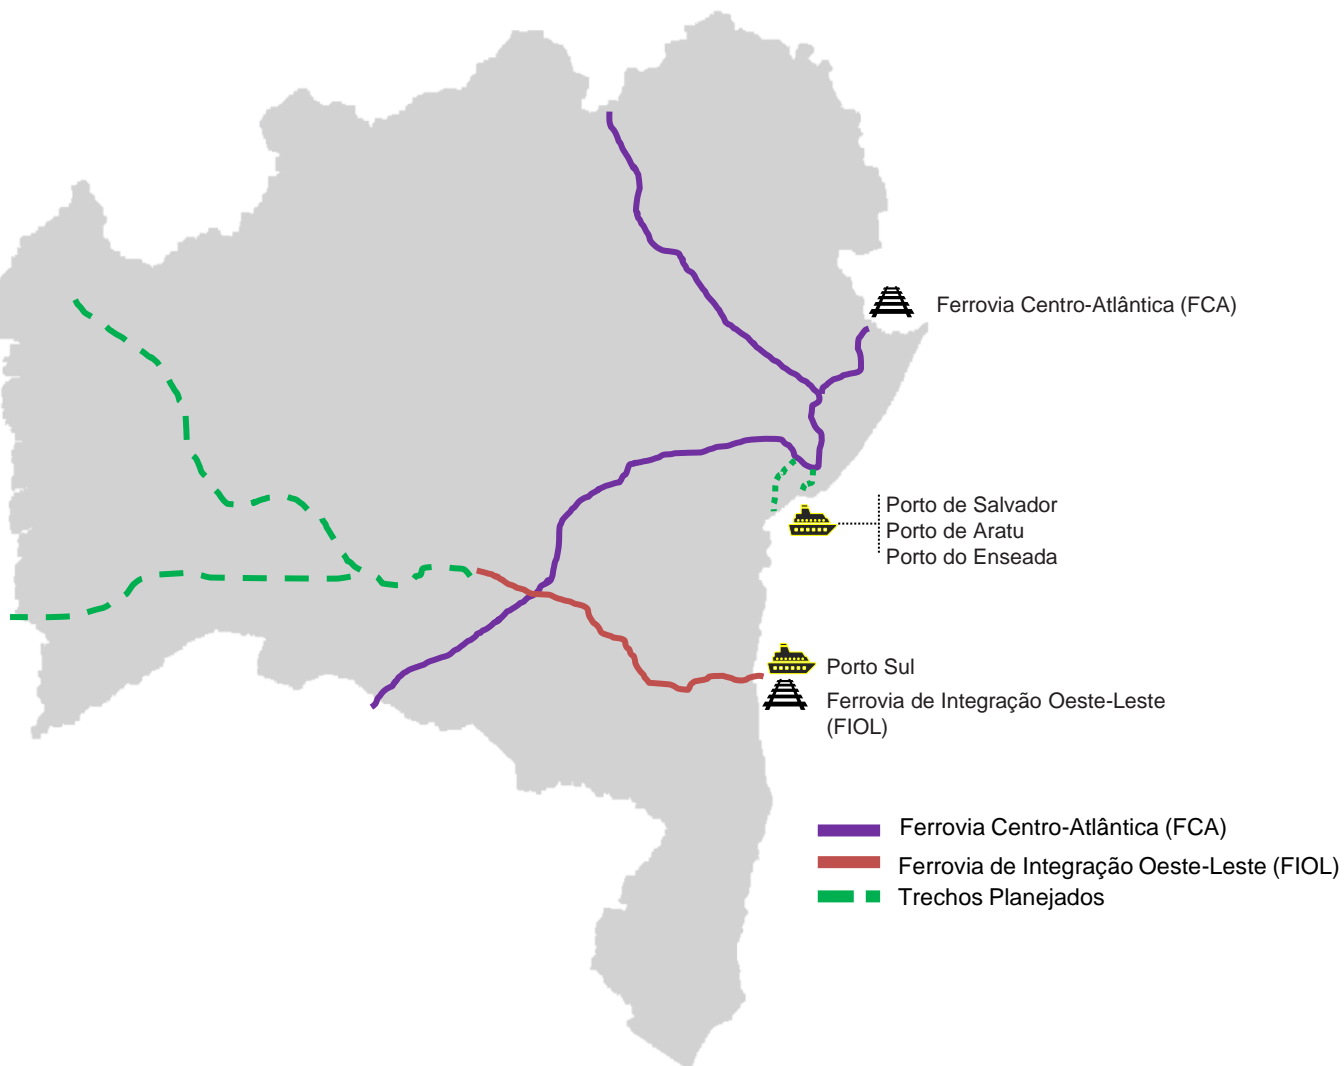 Ferrovia Centro-Atlântica (FCA)
Porto de Salvador
Porto de Aratu
Porto do Enseada
Porto Sul
Ferrovia de Integração Oeste-Leste
(FIOL)
Ferrovia Centro-Atlântica (FCA)
Ferrovia de Integração Oeste-Leste (FIOL)
Trechos Planejados